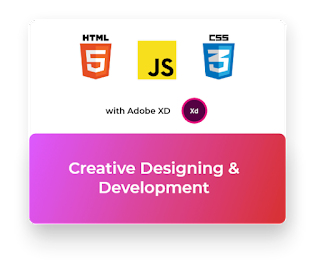 HTML CSS
5 JS 3
with Adobe XD Xd
Creative Designing &
Development